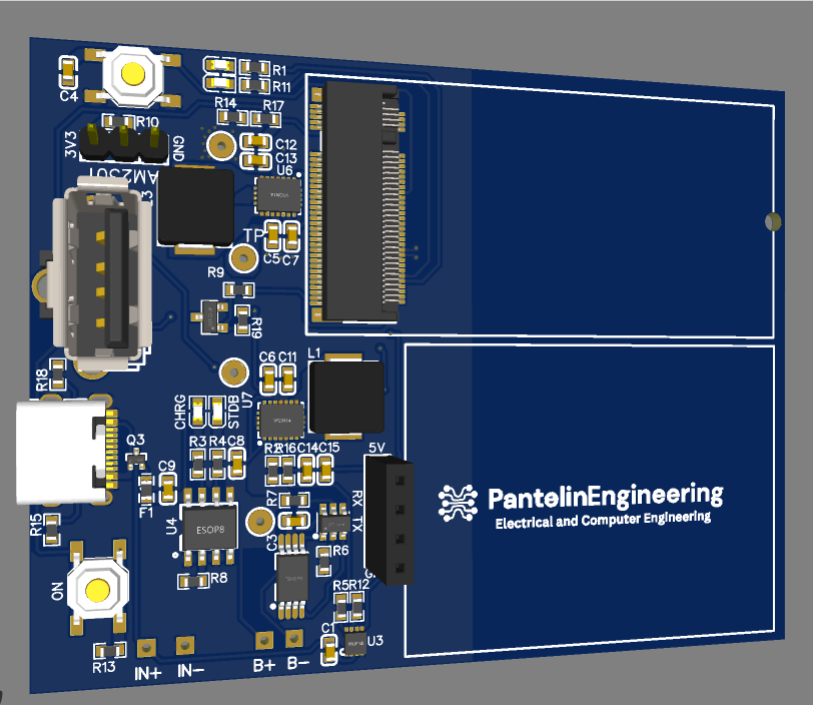 R1
R11
C4
R14
R17
R10
C12
3V3
GND
C13
AM2301
U6
TP
C5
C7
R9
R19
C6
C11
L1
R18
U7
CHRG
STDB
Q3
R3
R4
C8
R16
C14
C15
5V
C9
RX
TX
PantelinEngineering
Electrical and Computer Engineering
F1
R7
U4
ESOP8
R15
C3
R6
R8
ON
R5
R12
C1
U3
R13
IN+
IN-
B+
B-